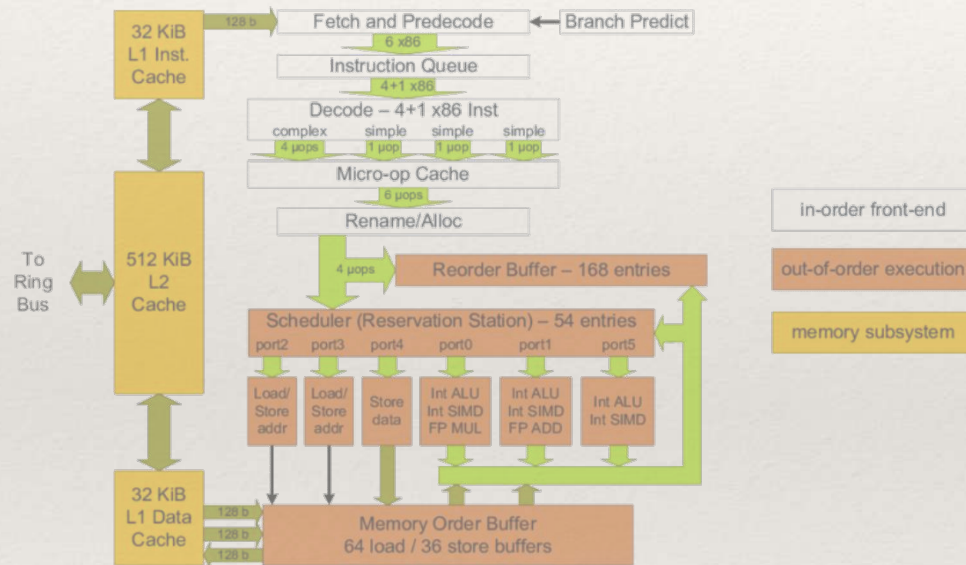 32 KiB
L1 Inst.
Cache
128 b
Fetch and Predecode
Branch Predict
6 x86
Instruction Queue
4+1 x86
Decode – 4+1 x86 Inst
complex
simple
simple
simple
4 μops
1 μop
1 μop
1 μop
Micro-op Cache
6 μops
Rename/Alloc
in-order front-end
To
Ring
Bus
512 KiB
L2
Cache
4 μops
Reorder Buffer – 168 entries
out-of-order execution
Scheduler (Reservation Station) – 54 entries
port2
port3
port4
port0
port1
port5
memory subsystem
Load/
Store
addr
Load/
Store
addr
Store
data
Int ALU
Int SIMD
FP MUL
Int ALU
Int SIMD
FP ADD
Int ALU
Int SIMD
32 KiB
L1 Data
Cache
128 b
128 b
128 b
Memory Order Buffer
64 load / 36 store buffers